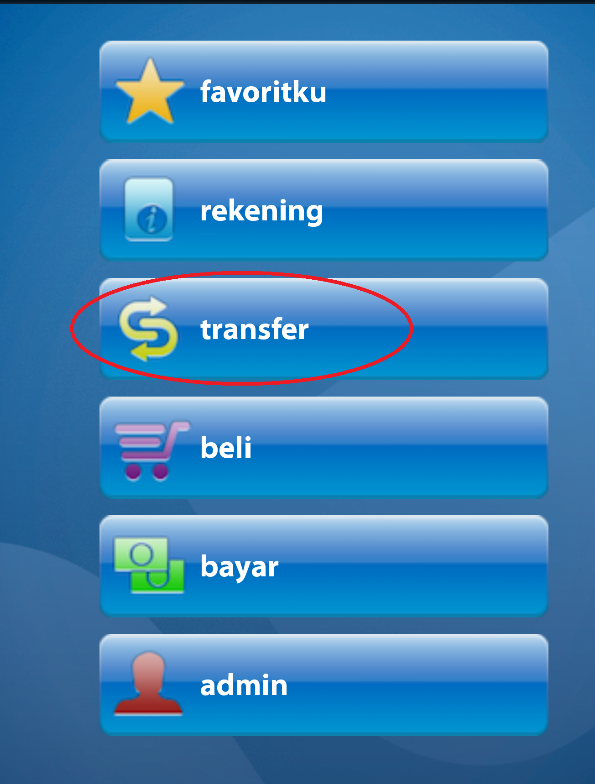 favoritku
rekening
transfer
beli
bayar
admin